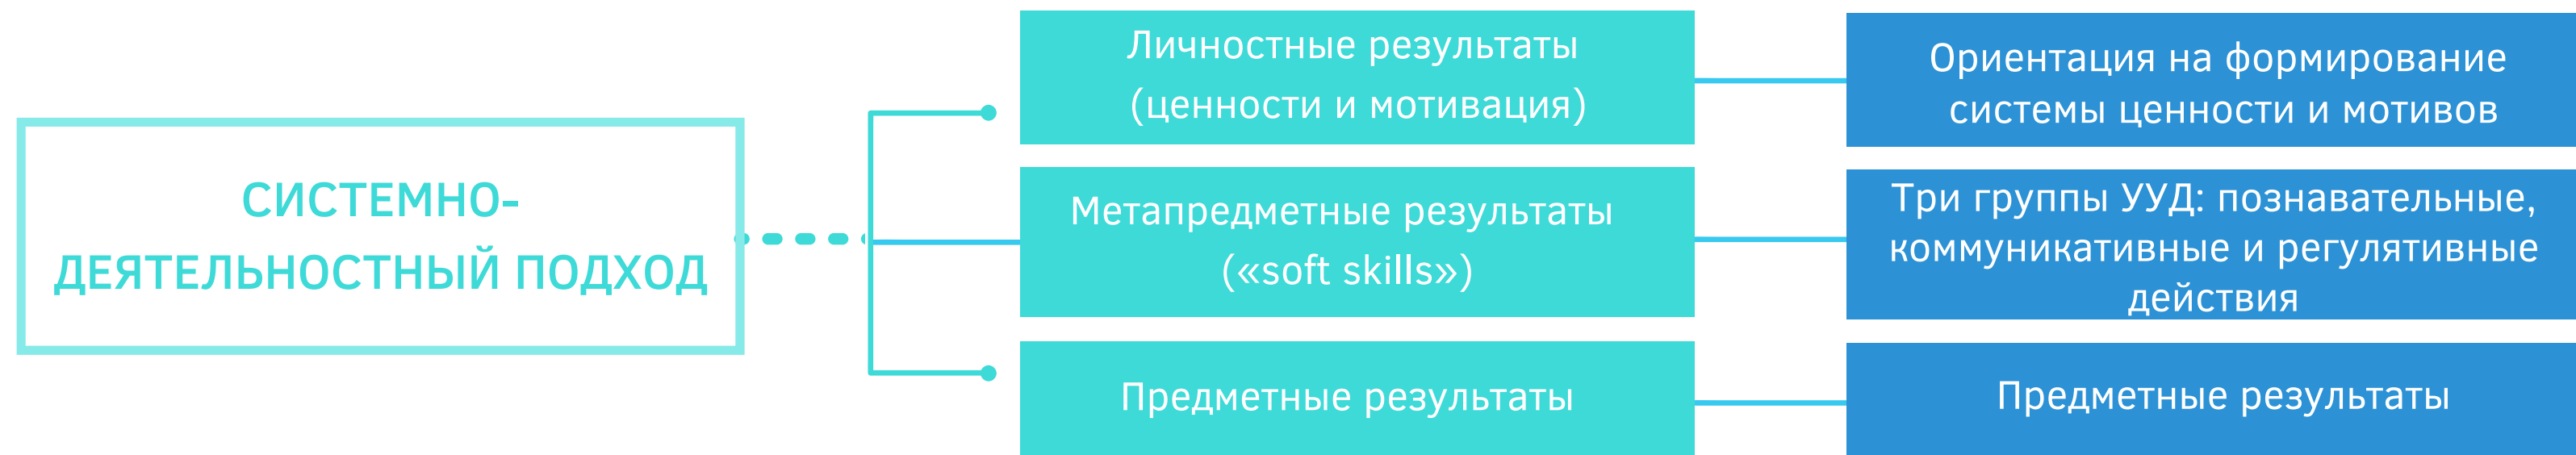 СИСТЕМНО-
ДЕЯТЕЛЬНОСТНЫЙ ПОДХОД
Личностные результаты
(ценности и мотивация)
Ориентация на формирование
системы ценности и мотивов
Метапредметные результаты
(«soft skills»)
Три группы УУД: познавательные,
коммуникативные и регулятивные
действия
Предметные результаты
Предметные результаты